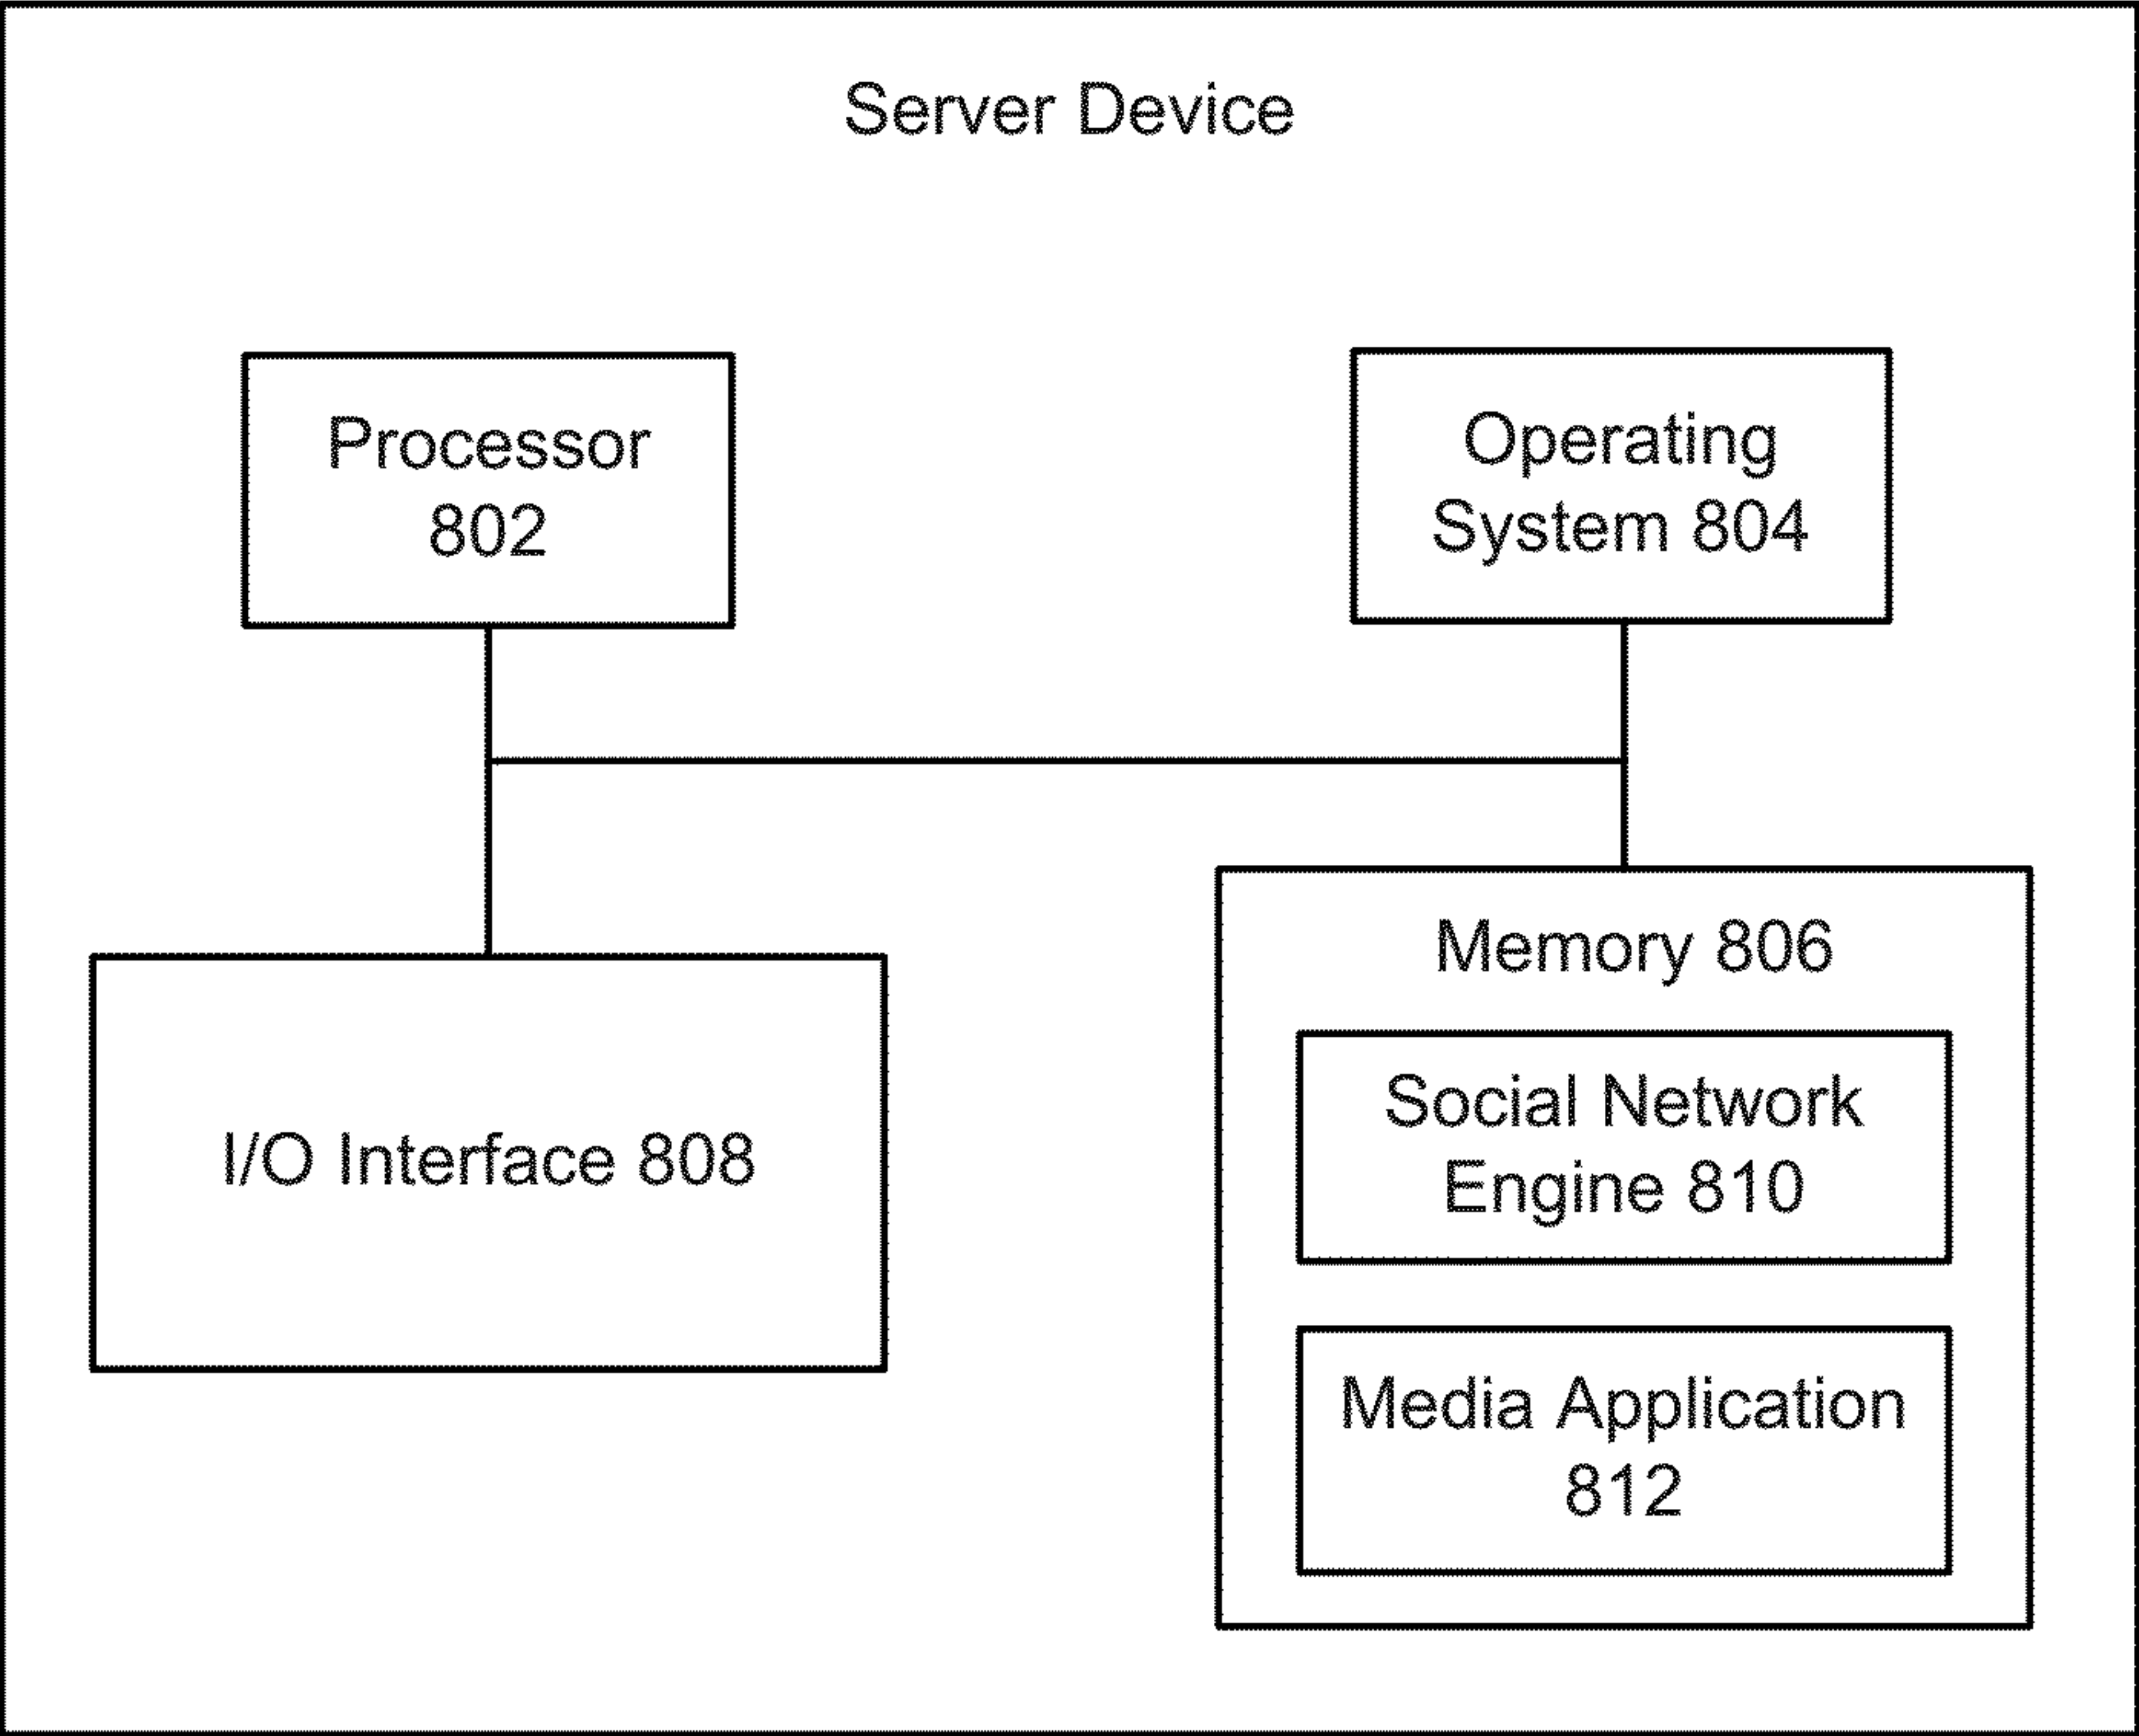 Server Device
Processor
802
Operating
System 804
I/O Interface 808
Memory 806
Social Network
Engine 810
Media Application
812